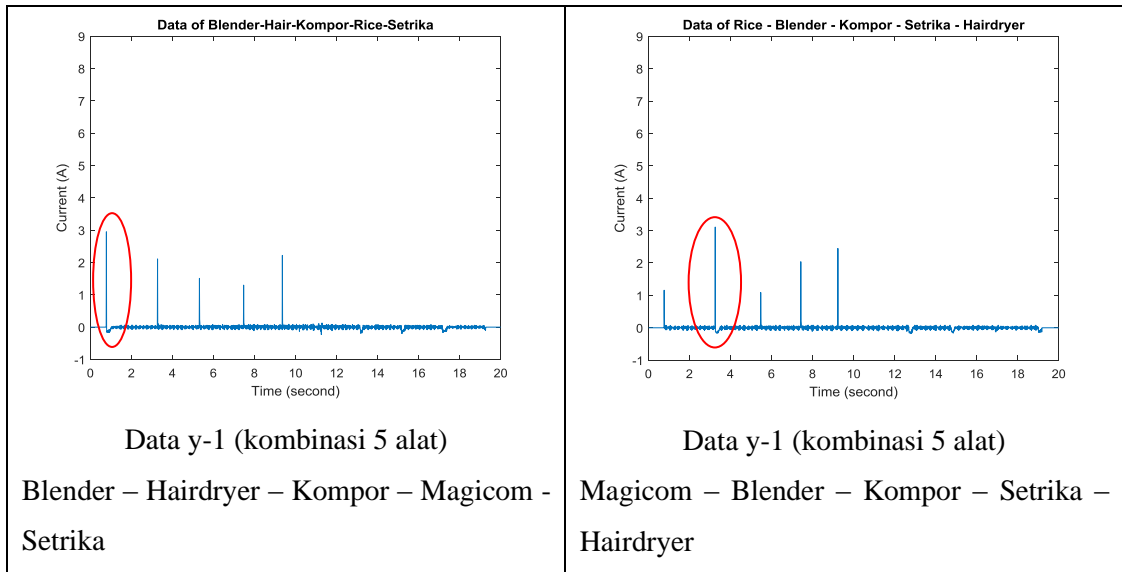 Data of Blender-Hair-Kompor-Rice-Setrika
9
8
7
6
5
4
3
2
1
0
-1
Current (A)
0 2 4 6 8 10 12 14 16 18 20
Time (second)
Data y-1 (kombinasi 5 alat)
Blender – Hairdryer – Kompor – Magicom -
Setrika
Data of Rice - Blender - Kompor - Setrika - Hairdryer
9
8
7
6
5
4
3
2
1
0
-1
Current (A)
0 2 4 6 8 10 12 14 16 18 20
Time (second)
Data y-1 (kombinasi 5 alat)
Magicom – Blender – Kompor – Setrika –
Hairdryer